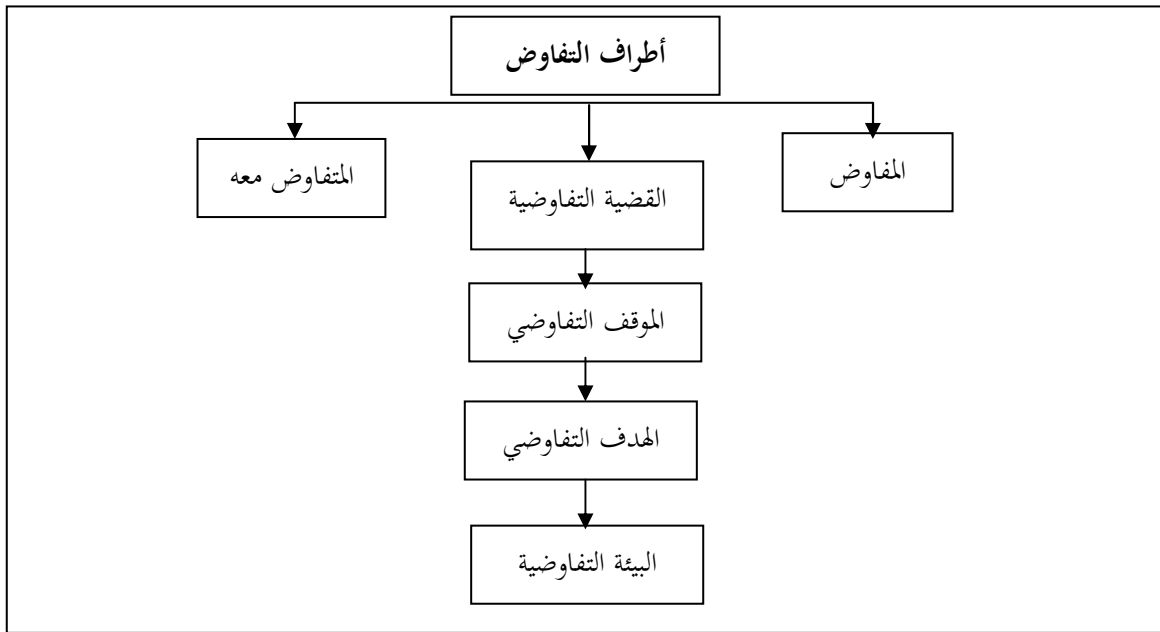 أطراف التفاوض
المفاوض
المتفاوض معه
القضية التفاوضية
الموقف التفاوضي
الهدف التفاوضي
البيئة التفاوضية